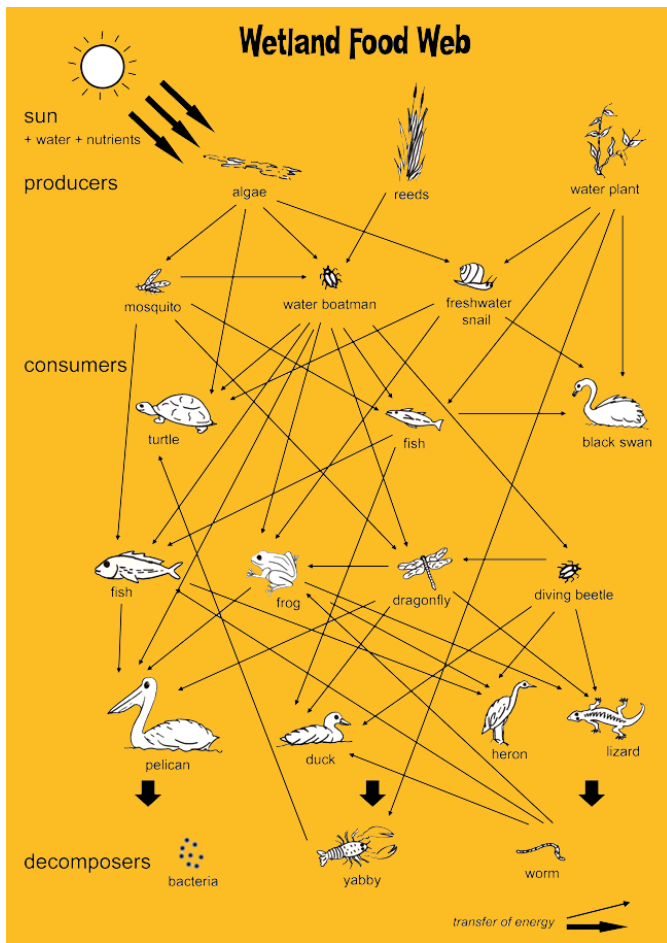 Wetland Food Web
sun
+ water + nutrients
producers
algae
reeds
water plant
mosquito
water boatman
freshwater
snail
consumers
turtle
fish
black swan
fish
frog
dragonfly
diving beetle
pelican
duck
heron
lizard
decomposers
bacteria
yabby
worm
transfer of energy